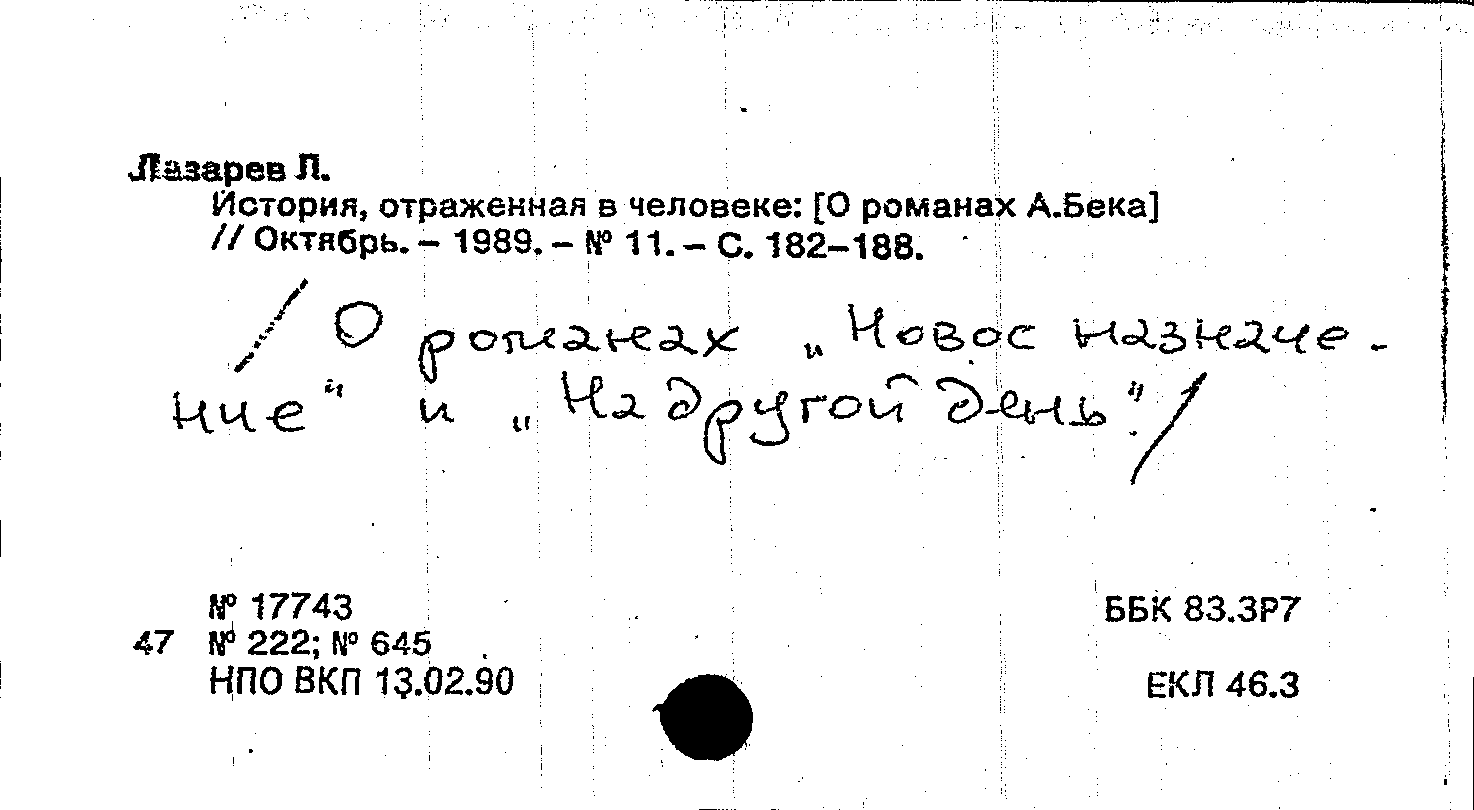 Лазарев Л.
История, отраженная в человеке: [О романах А.Бека]
// Октябрь. – 1989. – № 11. – С. 182–188.
/ О романах „Новое назначе-
ние“ и „На другой день“. /
№ 17743 ББК 83.3Р7
47 № 222; № 645
НПО ВКП 13.02.90 ЕКЛ 46.3